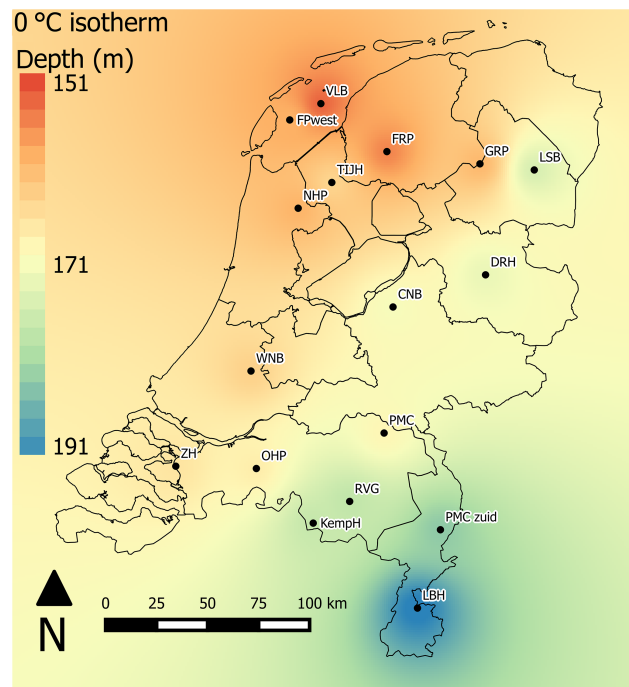 0 °C isotherm
Depth (m)
151
171
191
VLB
FPwest
FRP
GRP
LSB
TIJH
NHP
DRH
CNB
WNB
PMC
ZH
OHP
RVG
KempH
PMC zuid
LBH
N
0 25 50 75 100 km